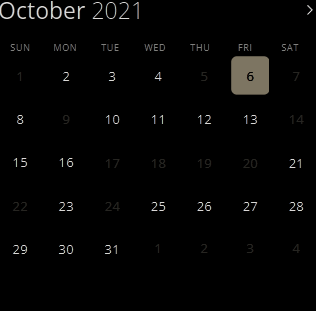 October 2021
SUN MON TUE WED THU FRI SAT
1 2 3 4 5 6 7
8 9 10 11 12 13 14
15 16 17 18 19 20 21
22 23 24 25 26 27 28
29 30 31 1 2 3 4